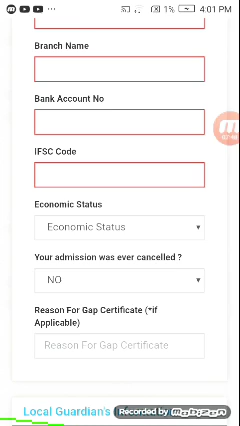 1% 4:01 PM
Branch Name
Bank Account No
IFSC Code
Economic Status
Economic Status
Your admission was ever cancelled ?
NO
Reason For Gap Certificate (*if
Applicable)
Reason For Gap Certificate
Local Guardian's
Recorded by mobizen